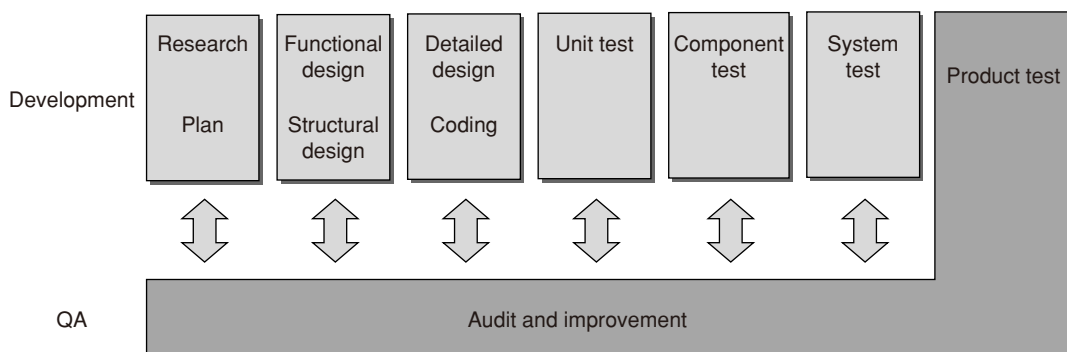 Development
Research
Plan
Functional
design
Structural
design
Detailed
design
Coding
Unit test
Component
test
System
test
Product test
QA
Audit and improvement